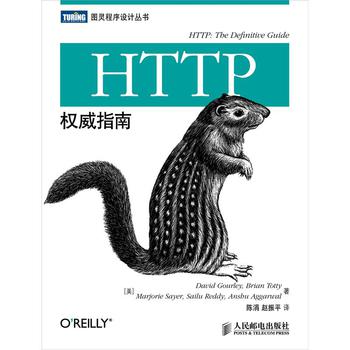 TURING 图灵程序设计丛书
HTTP: The Definitive Guide
HTTP
权威指南
[美] David Gourley, Brian Totty
Marjorie Sayer, Sailu Reddy, Anshu Aggarwal 著
陈涓 赵振平 译
O'REILLY®
人民邮电出版社
POSTS & TELECOM PRESS